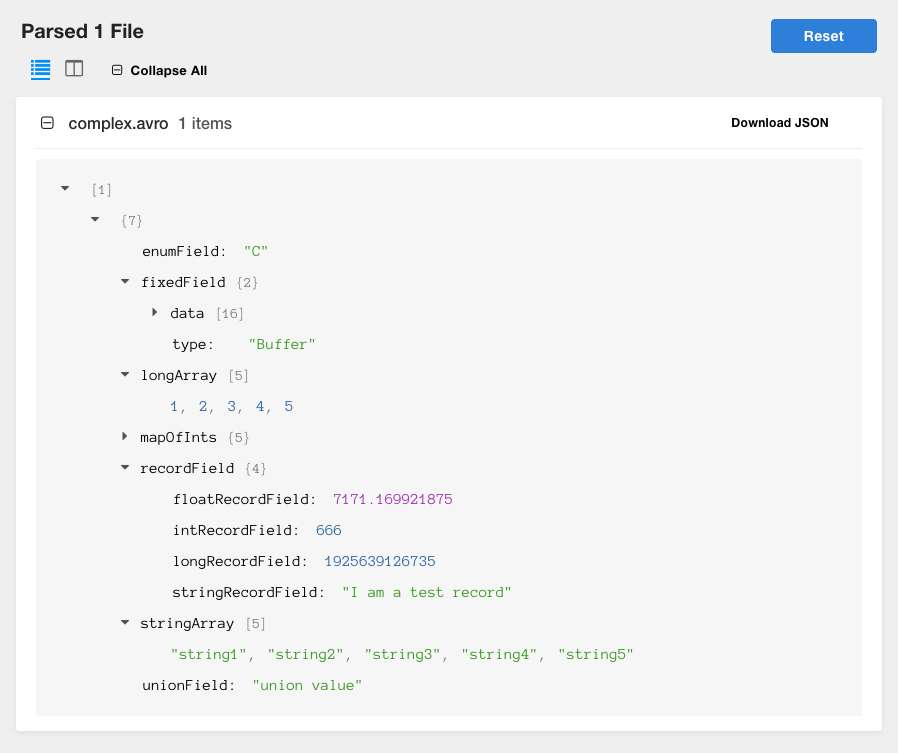 Parsed 1 File
Reset
Collapse All
complex.avro 1 items
Download JSON
[1]
{7}
enumField: "C"
fixedField {2}
data [16]
type: "Buffer"
longArray [5]
1, 2, 3, 4, 5
mapOfInts {5}
recordField {4}
floatRecordField: 7171.169921875
intRecordField: 666
longRecordField: 1925639126735
stringRecordField: "I am a test record"
stringArray [5]
"string1", "string2", "string3", "string4", "string5"
unionField: "union value"